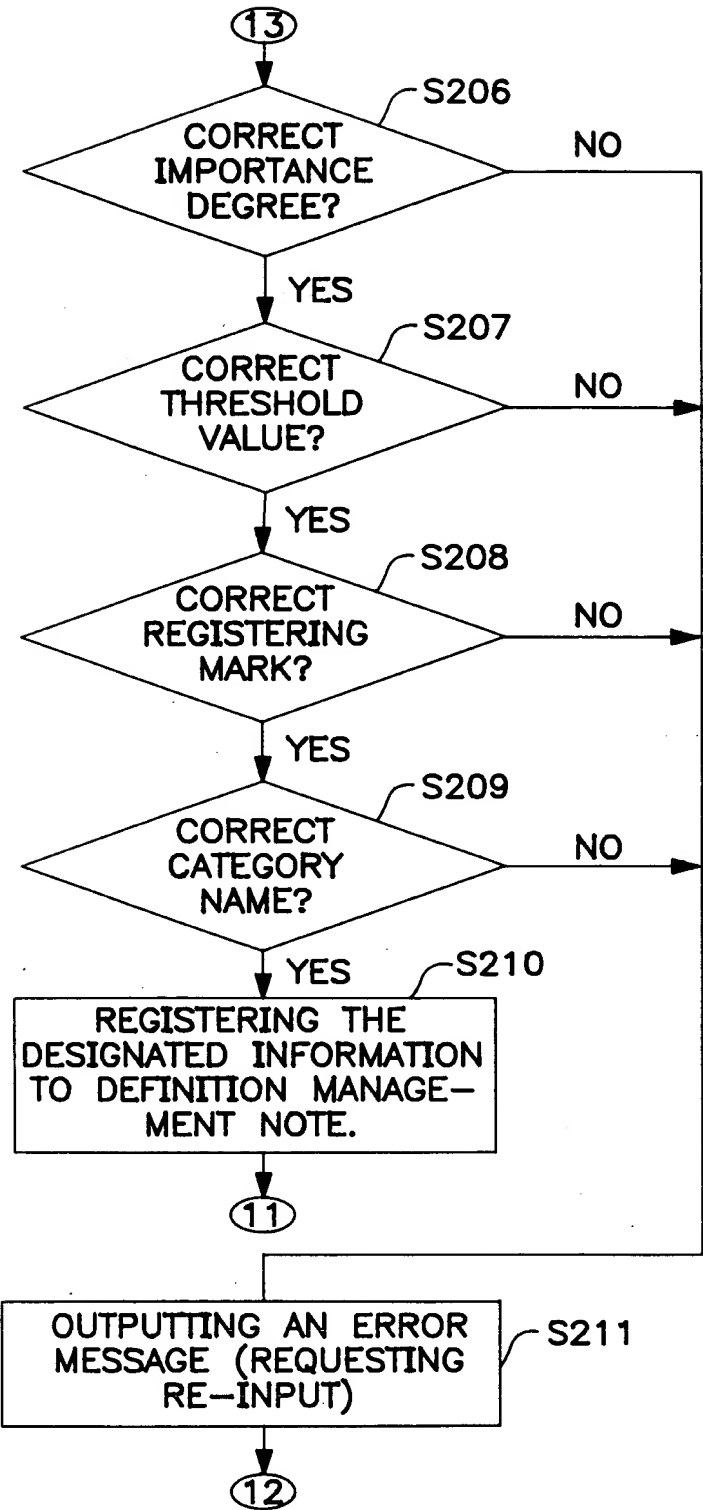 13
S206
CORRECT
IMPORTANCE
DEGREE?
NO
YES
S207
CORRECT
THRESHOLD
VALUE?
NO
YES
S208
CORRECT
REGISTERING
MARK?
NO
YES
S209
CORRECT
CATEGORY
NAME?
NO
YES
S210
REGISTERING THE
DESIGNATED INFORMATION
TO DEFINITION MANAGE-
MENT NOTE.
11
OUTPUTTING AN ERROR
MESSAGE (REQUESTING
RE-INPUT)
S211
12